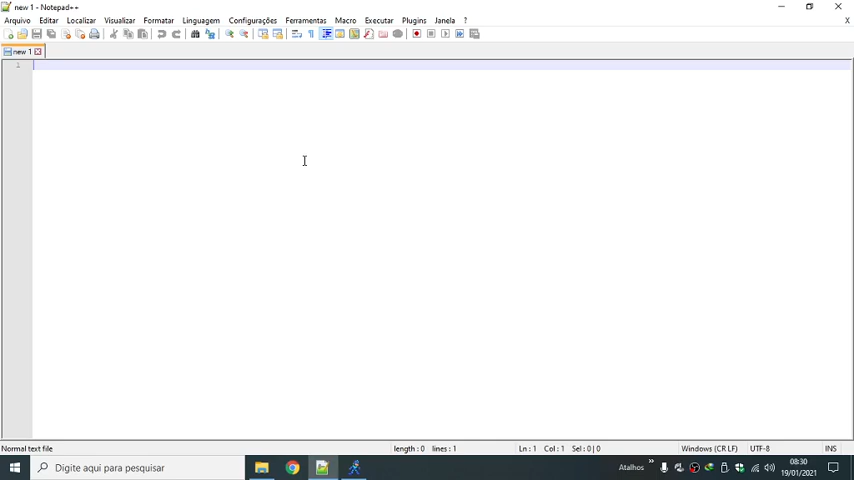 new 1 - Notepad++
Arquivo Editar Localizar Visualizar Formatar Linguagem Configurações Ferramentas Macro Executar Plugins Janela ? X
new 1
1
Normal text file length : 0 lines : 1 Ln : 1 Col : 1 Sel : 0 | 0 Windows (CR LF) UTF-8 INS
Digite aqui para pesquisar Atalhos 08:30
19/01/2021